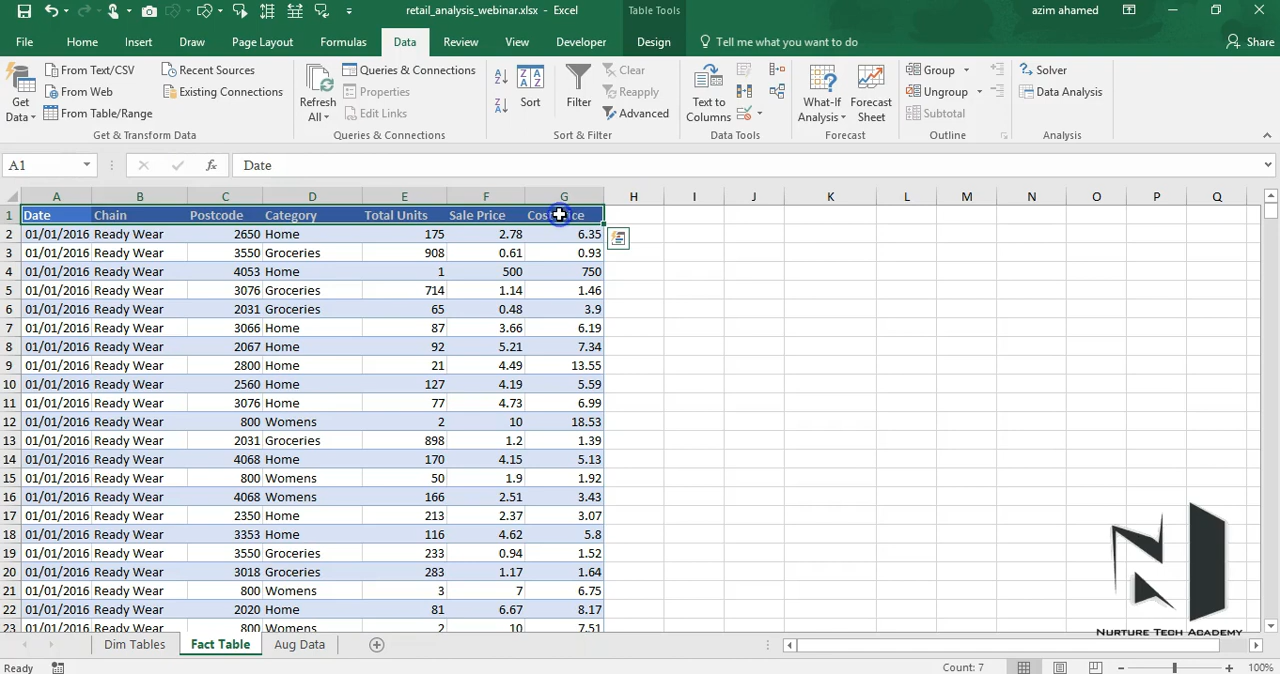 retail_analysis_webinar.xlsx - Excel
Table Tools
azim ahamed
File Home Insert Draw Page Layout Formulas Data Review View Developer Design Tell me what you want to do Share
Get Data
From Text/CSV
From Web
From Table/Range
Recent Sources
Existing Connections
Get & Transform Data
Refresh All
Queries & Connections
Properties
Edit Links
Queries & Connections
Sort
Filter
Clear
Reapply
Advanced
Sort & Filter
Text to Columns
Data Tools
What-If Analysis
Forecast Sheet
Forecast
Group
Ungroup
Subtotal
Outline
Solver
Data Analysis
Analysis
A1 fx Date
A B C D E F G H I J K L M N O P Q
1 Date Chain Postcode Category Total Units Sale Price
2 01/01/2016 Ready Wear 2650 Home 175 2.78 6.35
3 01/01/2016 Ready Wear 3550 Groceries 908 0.61 0.93
4 01/01/2016 Ready Wear 4053 Home 1 500 750
5 01/01/2016 Ready Wear 3076 Groceries 714 1.14 1.46
6 01/01/2016 Ready Wear 2031 Groceries 65 0.48 3.9
7 01/01/2016 Ready Wear 3066 Home 87 3.66 6.19
8 01/01/2016 Ready Wear 2067 Home 92 5.21 7.34
9 01/01/2016 Ready Wear 2800 Home 21 4.49 13.55
10 01/01/2016 Ready Wear 2560 Home 127 4.19 5.59
11 01/01/2016 Ready Wear 3076 Home 77 4.73 6.99
12 01/01/2016 Ready Wear 800 Womens 2 10 18.53
13 01/01/2016 Ready Wear 2031 Groceries 898 1.2 1.39
14 01/01/2016 Ready Wear 4068 Home 170 4.15 5.13
15 01/01/2016 Ready Wear 800 Womens 50 1.9 1.92
16 01/01/2016 Ready Wear 4068 Womens 166 2.51 3.43
17 01/01/2016 Ready Wear 2350 Home 213 2.37 3.07
18 01/01/2016 Ready Wear 3353 Home 116 4.62 5.8
19 01/01/2016 Ready Wear 3550 Groceries 233 0.94 1.52
20 01/01/2016 Ready Wear 3018 Groceries 283 1.17 1.64
21 01/01/2016 Ready Wear 800 Womens 3 7 6.75
22 01/01/2016 Ready Wear 2020 Home 81 6.67 8.17
23 01/01/2016 Ready Wear 800 Womens 2 10 7.51
NURTURE TECH ACADEMY
Dim Tables Fact Table Aug Data
Ready Count: 7 100%